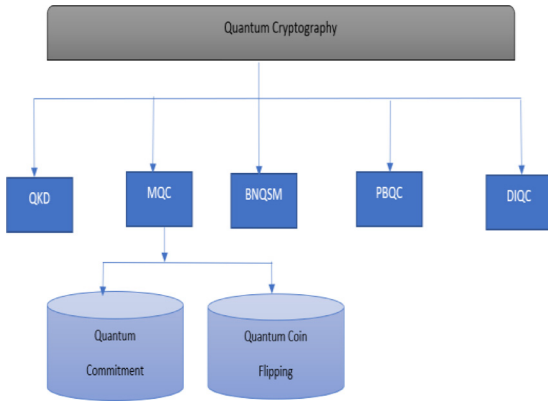 Quantum Cryptography
QKD
MQC
BNQSM
PBQC
DIQC
Quantum
Commitment
Quantum Coin
Flipping